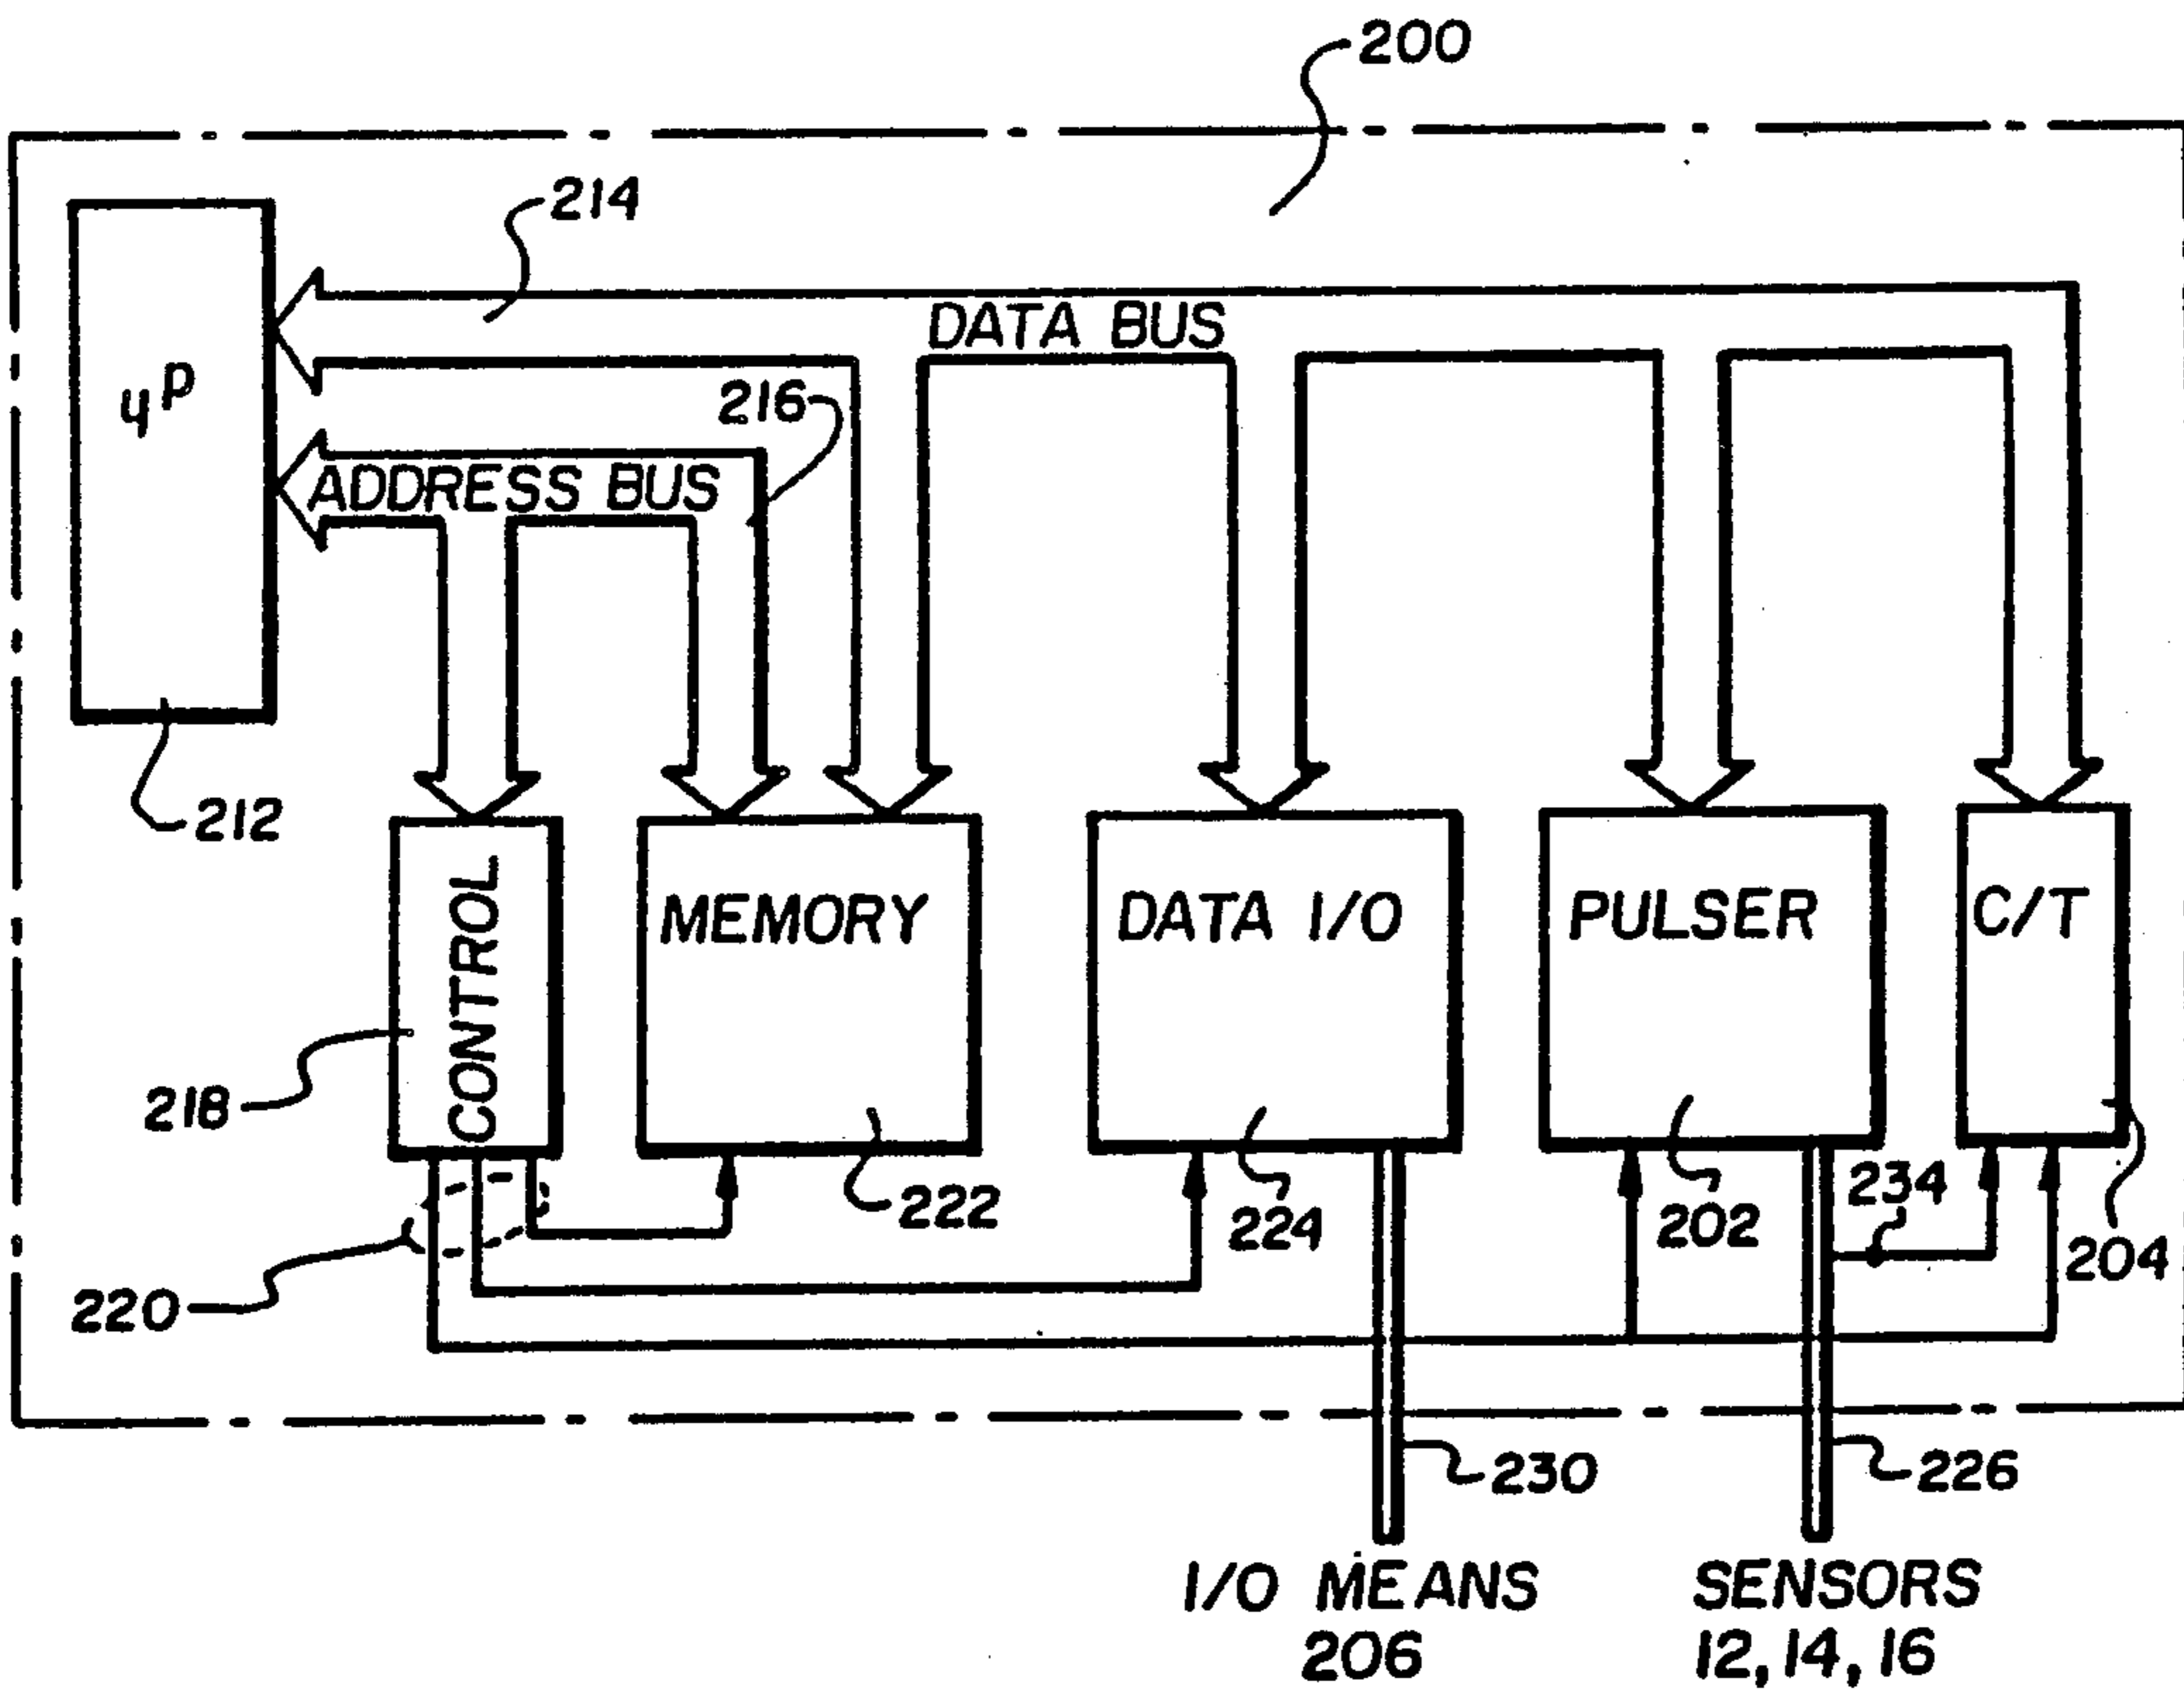 200
214
DATA BUS
μP
216
ADDRESS BUS
212
CONTROL
MEMORY
DATA I/O
PULSER
C/T
218
222
224
202
234
204
220
230
226
I/O MEANS
206
SENSORS
12, 14, 16